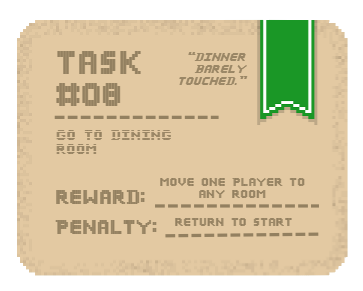 TASK
#08
"DINNER
BARELY
TOUCHED."
GO TO DINING
ROOM
REWARD: MOVE ONE PLAYER TO
ANY ROOM
PENALTY: RETURN TO START